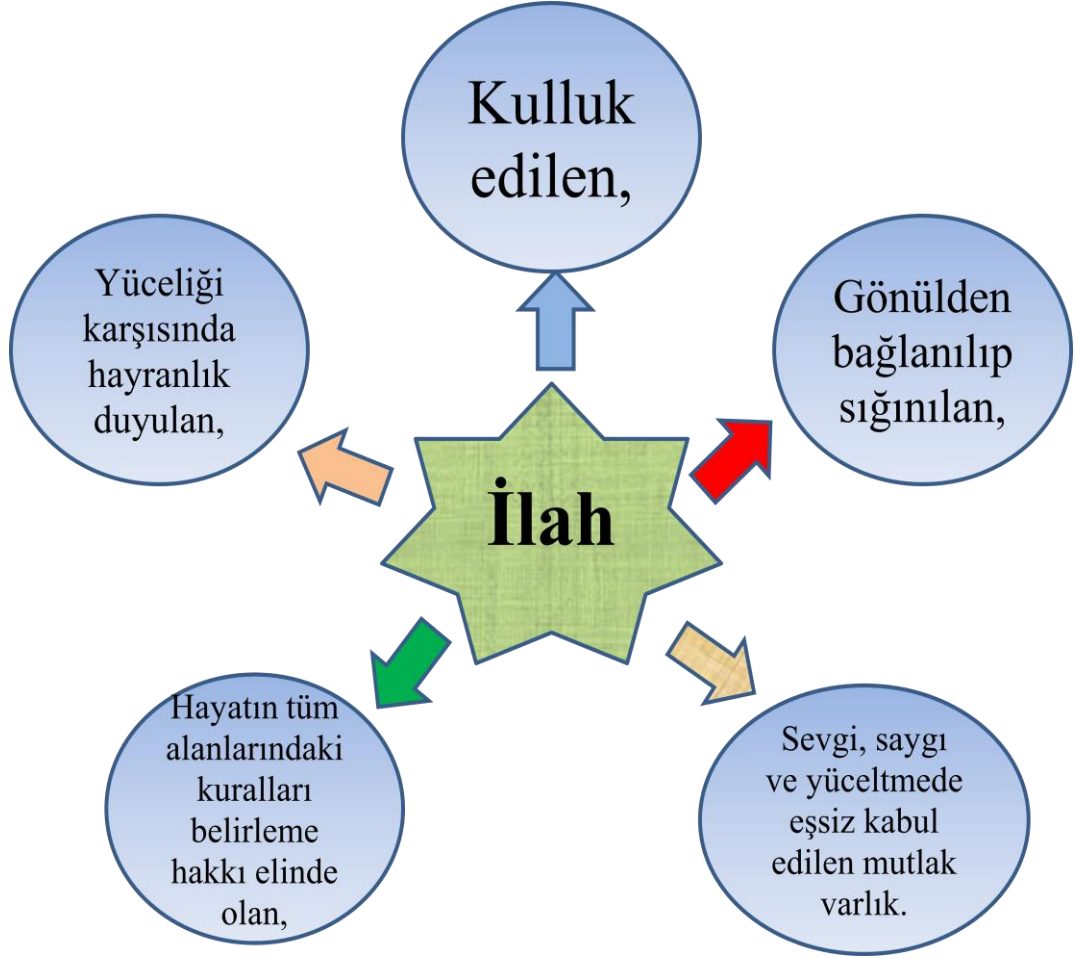 Kulluk
edilen,
Yüceliği
karşısında
hayranlık
duyulan,
Gönülden
bağlanılıp
sığınılan,
İlah
Hayatın tüm
alanlarındaki
kuralları
belirleme
hakkı elinde
olan,
Sevgi, saygı
ve yüceltmede
eşsiz kabul
edilen mutlak
varlık.